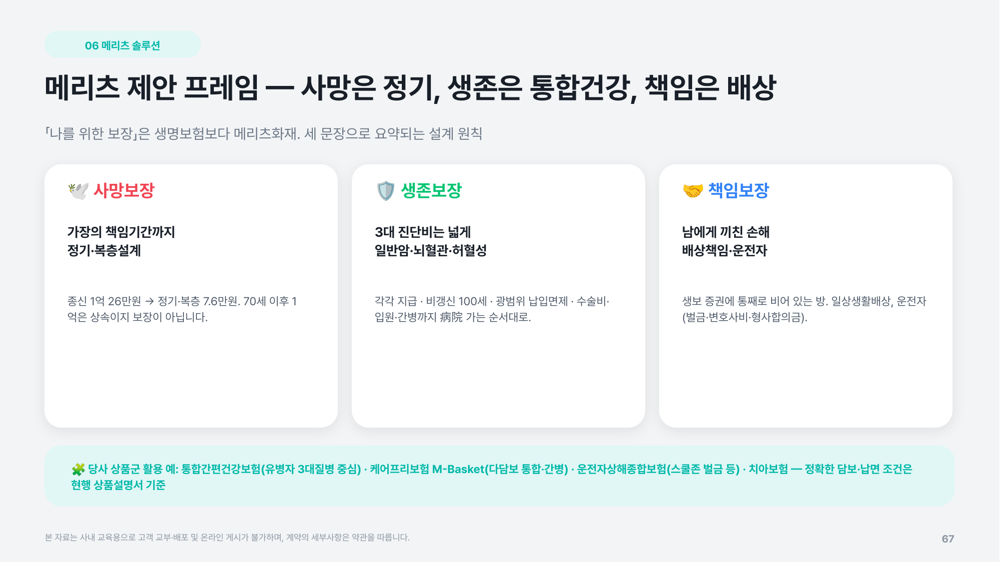 06 메리츠 솔루션
메리츠 제안 프레임 — 사망은 정기, 생존은 통합건강, 책임은 배상
「나를 위한 보장」은 생명보험보다 메리츠화재. 세 문장으로 요약되는 설계 원칙
🕊️ 사망보장
가장의 책임기간까지
정기·복층설계
종신 1억 26만원 → 정기·복층 7.6만원. 70세 이후 1
억은 상속이지 보장이 아닙니다.
🛡️ 생존보장
3대 진단비는 넓게
일반암·뇌혈관·허혈성
각각 지급 · 비갱신 100세 · 광범위 납입면제 · 수술비·
입원·간병까지 病院 가는 순서대로.
🤝 책임보장
남에게 끼친 손해
배상책임·운전자
생보 증권에 통째로 비어 있는 방. 일상생활배상, 운전자
(벌금·변호사비·형사합의금).
🧩 당사 상품군 활용 예: 통합간편건강보험(유병자 3대질병 중심) · 케어프리보험 M-Basket(다담보 통합·간병) · 운전자상해종합보험(스쿨존 벌금 등) · 치아보험 — 정확한 담보·납면 조건은
현행 상품설명서 기준
본 자료는 사내 교육용으로 고객 교부·배포 및 온라인 게시가 불가하며, 계약의 세부사항은 약관을 따릅니다.
67